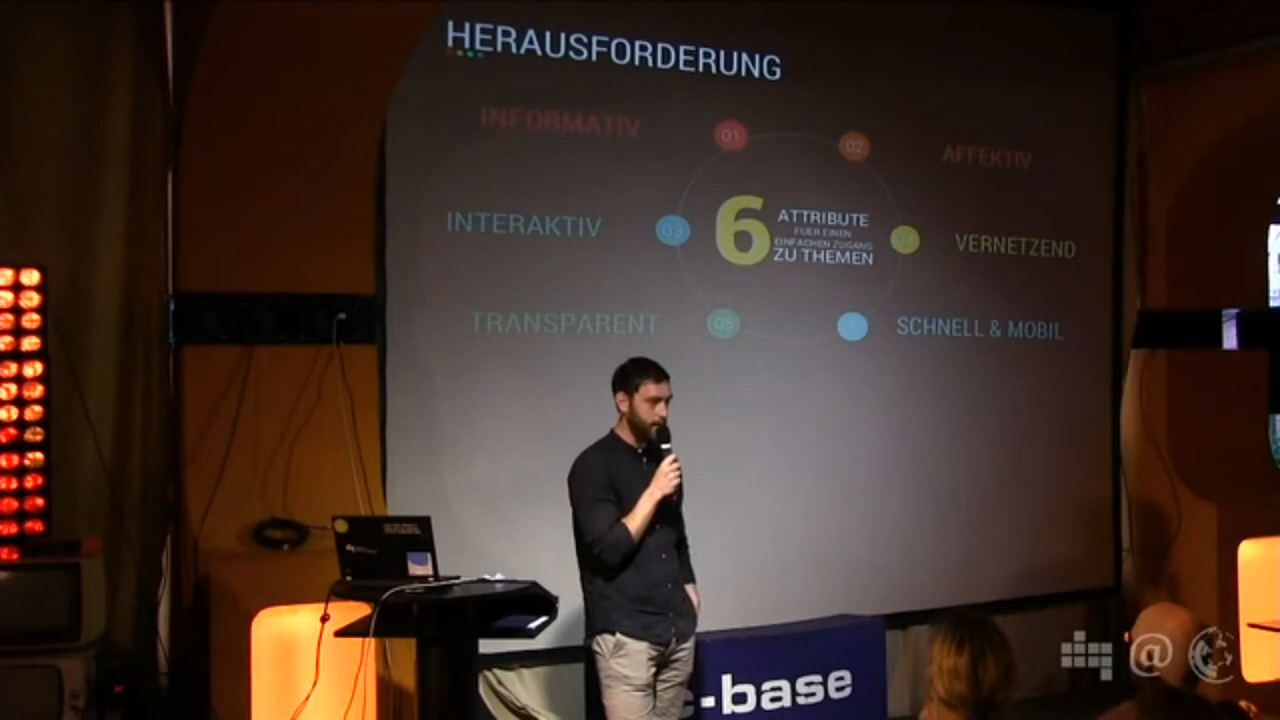 HERAUSFORDERUNG
INFORMATIV
01
02
AFFEKTIV
INTERAKTIV
03
6
ATTRIBUTE
FUER EINEN
EINFACHEN ZUGANG
ZU THEMEN
VERNETZEND
TRANSPARENT
05
SCHNELL & MOBIL
c-base
@